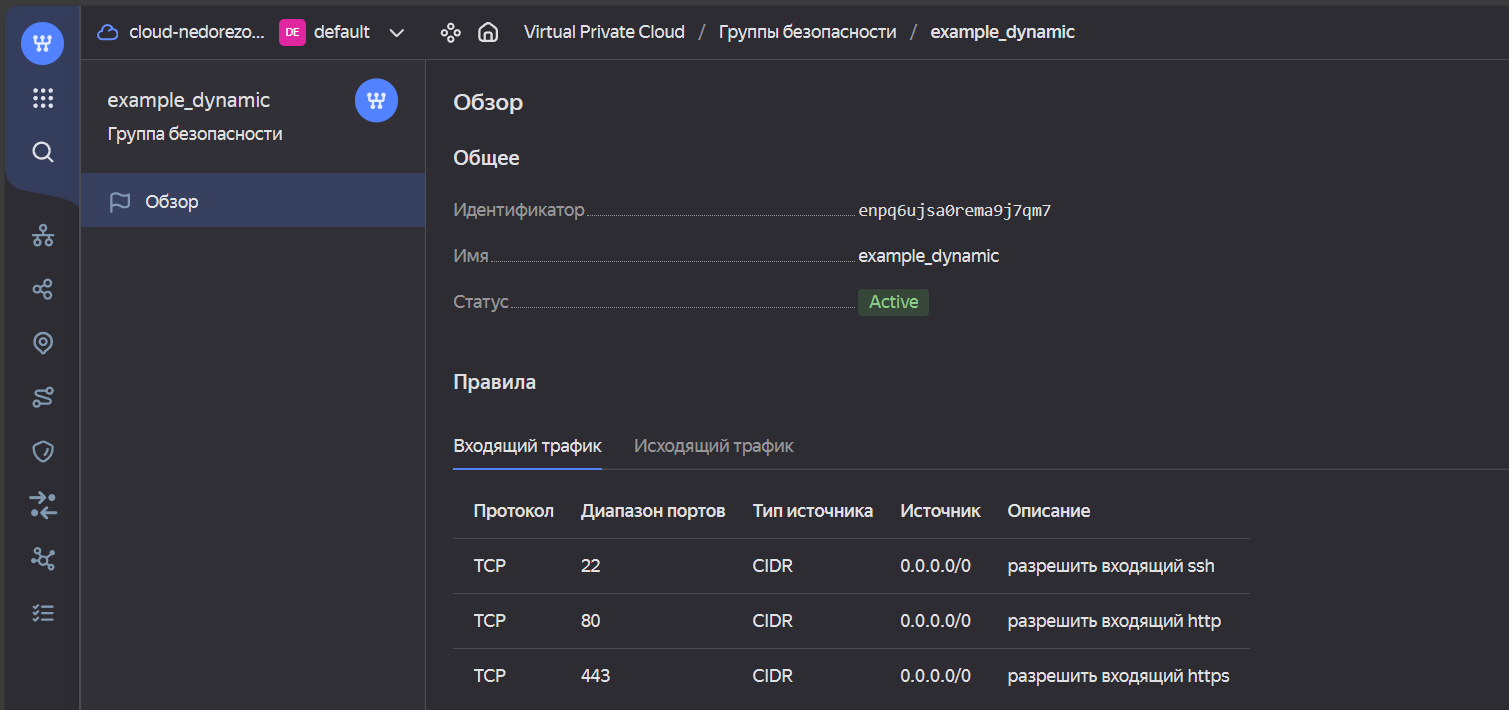 cloud-nedorezo... DE default Virtual Private Cloud / Группы безопасности / example_dynamic
example_dynamic
Группа безопасности
Обзор
Обзор
Общее
Идентификатор enpq6ujsa0rema9j7qm7
Имя example_dynamic
Статус Active
Правила
Входящий трафик Исходящий трафик
Протокол Диапазон портов Тип источника Источник Описание
TCP 22 CIDR 0.0.0.0/0 разрешить входящий ssh
TCP 80 CIDR 0.0.0.0/0 разрешить входящий http
TCP 443 CIDR 0.0.0.0/0 разрешить входящий https